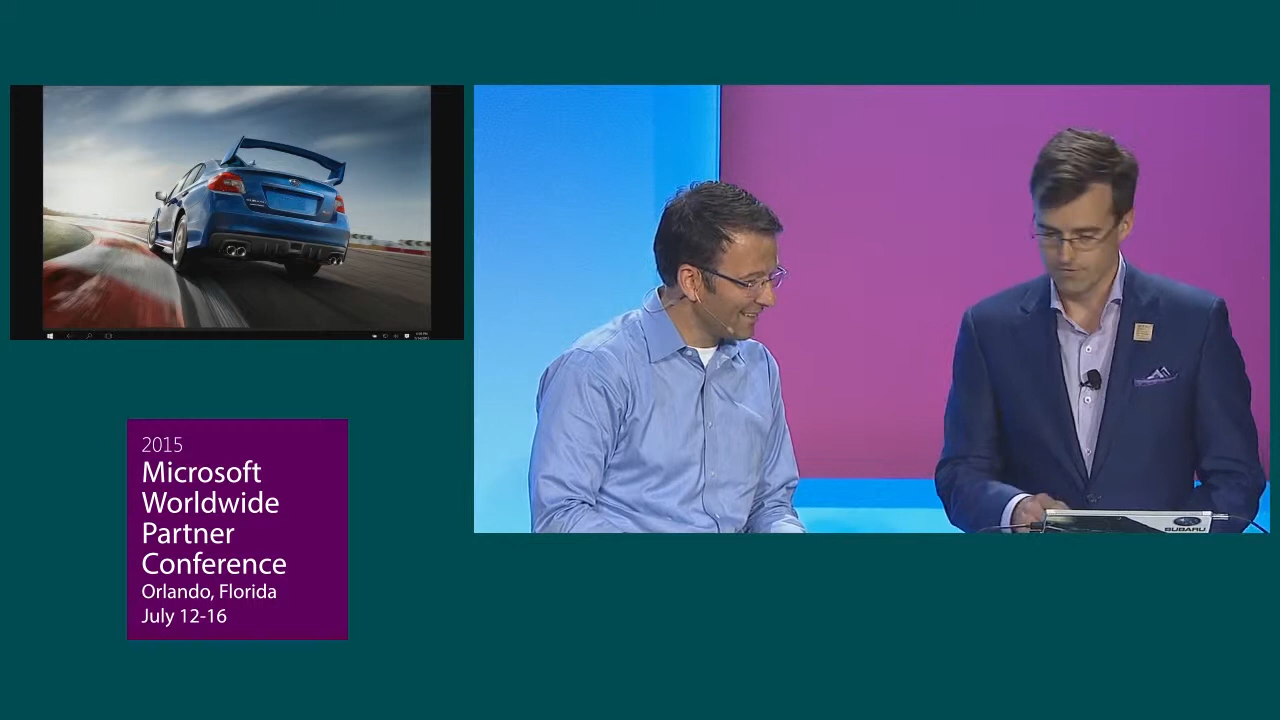 2015
Microsoft
Worldwide
Partner
Conference
Orlando, Florida
July 12-16
SUBARU